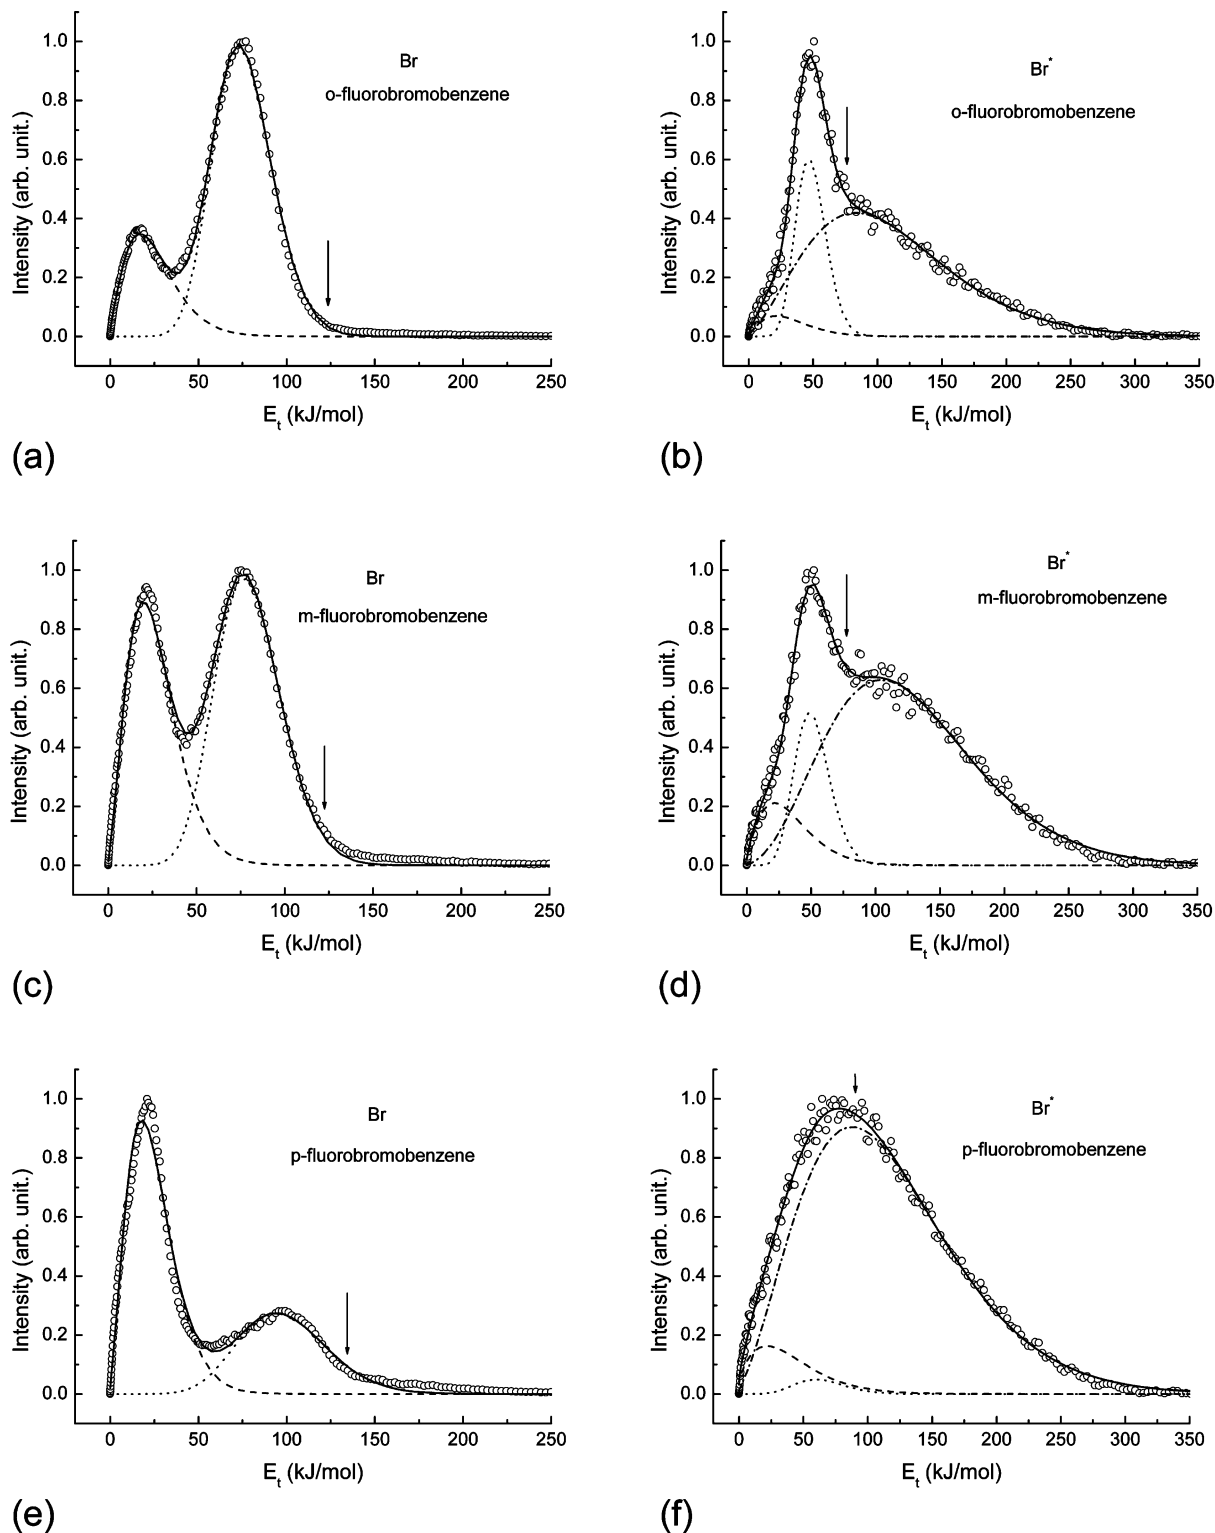 Intensity (arb. unit.)
1.0
0.8
0.6
0.4
0.2
0.0
Br
o-fluorobromobenzene
0 50 100 150 200 250
Et (kJ/mol)
(a)
Intensity (arb. unit.)
1.0
0.8
0.6
0.4
0.2
0.0
Br*
o-fluorobromobenzene
0 50 100 150 200 250 300 350
Et (kJ/mol)
(b)
Intensity (arb. unit.)
1.0
0.8
0.6
0.4
0.2
0.0
Br
m-fluorobromobenzene
0 50 100 150 200 250
Et (kJ/mol)
(c)
Intensity (arb. unit.)
1.0
0.8
0.6
0.4
0.2
0.0
Br*
m-fluorobromobenzene
0 50 100 150 200 250 300 350
Et (kJ/mol)
(d)
Intensity (arb. unit.)
1.0
0.8
0.6
0.4
0.2
0.0
Br
p-fluorobromobenzene
0 50 100 150 200 250
Et (kJ/mol)
(e)
Intensity (arb. unit.)
1.0
0.8
0.6
0.4
0.2
0.0
Br*
p-fluorobromobenzene
0 50 100 150 200 250 300 350
Et (kJ/mol)
(f)